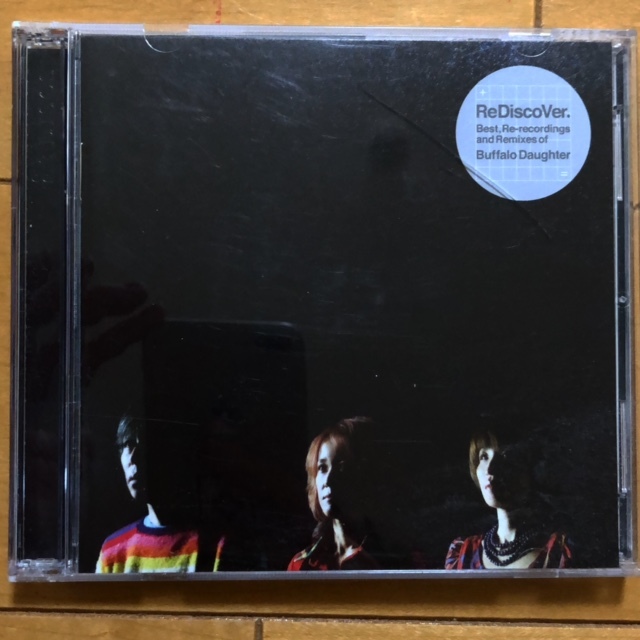 ReDiscoVer.
Best, Re-recordings
and Remixes of
Buffalo Daughter